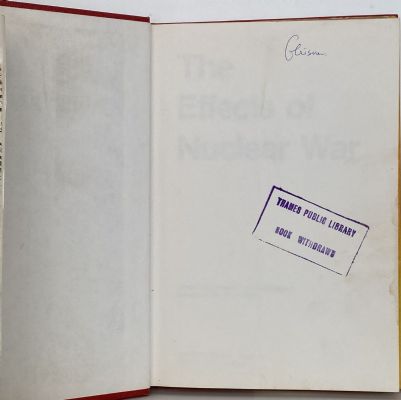 The
Effects of
Nuclear War
THAMES PUBLIC LIBRARY
BOOK WITHDRAWN